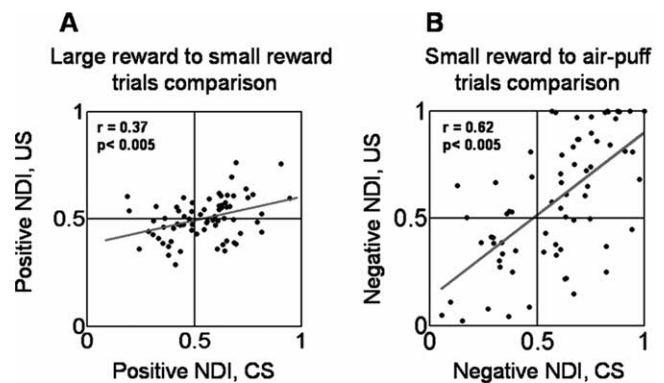 A
Large reward to small reward
trials comparison
1
r = 0.37
p< 0.005
Positive NDI, US
0.5
0
0.5
1
Positive NDI, CS
B
Small reward to air-puff
trials comparison
1
r = 0.62
p< 0.005
Negative NDI, US
0.5
0
0.5
1
Negative NDI, CS